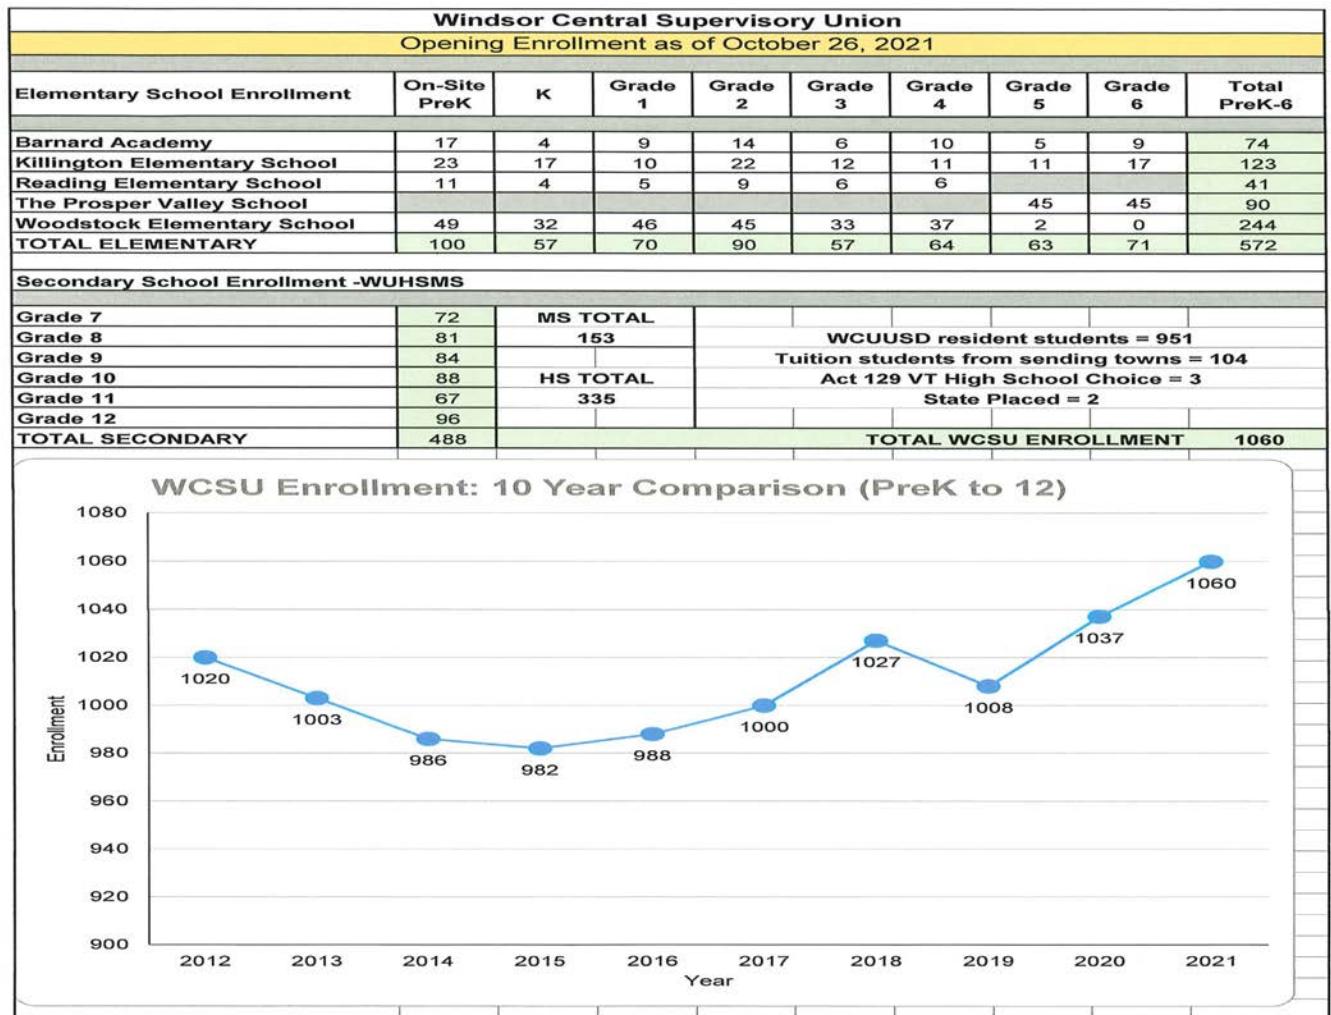 Windsor Central Supervisory Union
Opening Enrollment as of October 26, 2021
Elementary School Enrollment On-Site PreK K Grade 1 Grade 2 Grade 3 Grade 4 Grade 5 Grade 6 Total PreK-6
Barnard Academy 17 4 9 14 6 10 5 9 74
Killington Elementary School 23 17 10 22 12 11 11 17 123
Reading Elementary School 11 4 5 9 6 6 41
The Prosper Valley School 45 45 90
Woodstock Elementary School 49 32 46 45 33 37 2 0 244
TOTAL ELEMENTARY 100 57 70 90 57 64 63 71 572
Secondary School Enrollment -WUHSMS
Grade 7 72 MS TOTAL
Grade 8 81 153 WCUUSD resident students = 951
Grade 9 84 Tuition students from sending towns = 104
Grade 10 88 HS TOTAL Act 129 VT High School Choice = 3
Grade 11 67 335 State Placed = 2
Grade 12 96
TOTAL SECONDARY 488 TOTAL WCSU ENROLLMENT 1060
WCSU Enrollment: 10 Year Comparison (PreK to 12)
1080
1060
1040
1020
1000
980
960
940
920
900
Enrollment
1020
1003
986
982
988
1000
1027
1008
1037
1060
2012 2013 2014 2015 2016 2017 2018 2019 2020 2021
Year